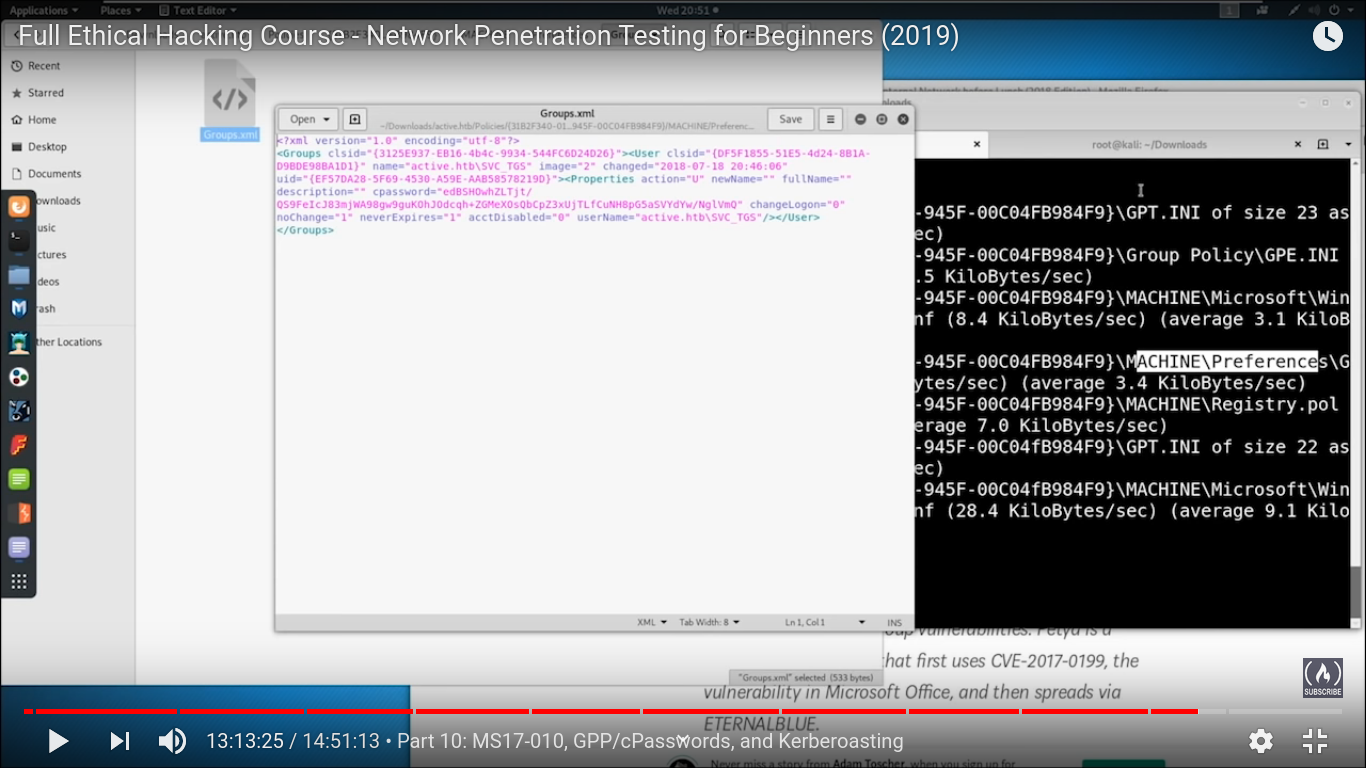 Applications Places Text Editor Wed 20:51 1
Full Ethical Hacking Course - Network Penetration Testing for Beginners (2019)
Recent
Starred
Home
Desktop
Documents
ownloads
usic
ctures
deos
rash
ther Locations
Groups.xml
Open
Groups.xml
~/Downloads/active.htb/Policies/{31B2F340-01...945F-00C04FB984F9}/MACHINE/Preferenc...
Save
<?xml version="1.0" encoding="utf-8"?>
<Groups clsid="{3125E937-EB16-4b4c-9934-544FC6D24D26}"><User clsid="{DF5F1855-51E5-4d24-8B1A-
D9BDE98BA1D1}" name="active.htb\SVC_TGS" image="2" changed="2018-07-18 20:46:06"
uid="{EF57DA28-5F69-4530-A59E-AAB58578219D}"><Properties action="U" newName="" fullName=""
description="" cpassword="edBSHOwhZLTjt/
QS9FeIcJ83mjWA98gw9guKOhJOdcqh+ZGMeXOsQbCpZ3xUjTLfCuNH8pG5aSVYdYw/NglVmQ" changeLogon="0"
noChange="1" neverExpires="1" acctDisabled="0" userName="active.htb\SVC_TGS"/></User>
</Groups>
XML Tab Width: 8 Ln 1, Col 1 INS
"Groups.xml" selected (533 bytes)
ternal Network before Lunch (2018 Edition) - Mozilla Firefox
nloads
root@kali: ~/Downloads
-945F-00C04FB984F9}\GPT.INI of size 23 as
ec)
-945F-00C04FB984F9}\Group Policy\GPE.INI
.5 KiloBytes/sec)
-945F-00C04FB984F9}\MACHINE\Microsoft\Win
nf (8.4 KiloBytes/sec) (average 3.1 KiloB
-945F-00C04FB984F9}\MACHINE\Preferences\G
ytes/sec) (average 3.4 KiloBytes/sec)
-945F-00C04FB984F9}\MACHINE\Registry.pol
erage 7.0 KiloBytes/sec)
-945F-00C04fB984F9}\GPT.INI of size 22 as
ec)
-945F-00C04fB984F9}\MACHINE\Microsoft\Win
nf (28.4 KiloBytes/sec) (average 9.1 Kilo
oup vulnerabilities. Petya is a
that first uses CVE-2017-0199, the
vulnerability in Microsoft Office, and then spreads via
ETERNALBLUE.
SUBSCRIBE
13:13:25 / 14:51:13 • Part 10: MS17-010, GPP/cPasswords, and Kerberoasting
Never miss a story from Adam Toscher, when you sign up for